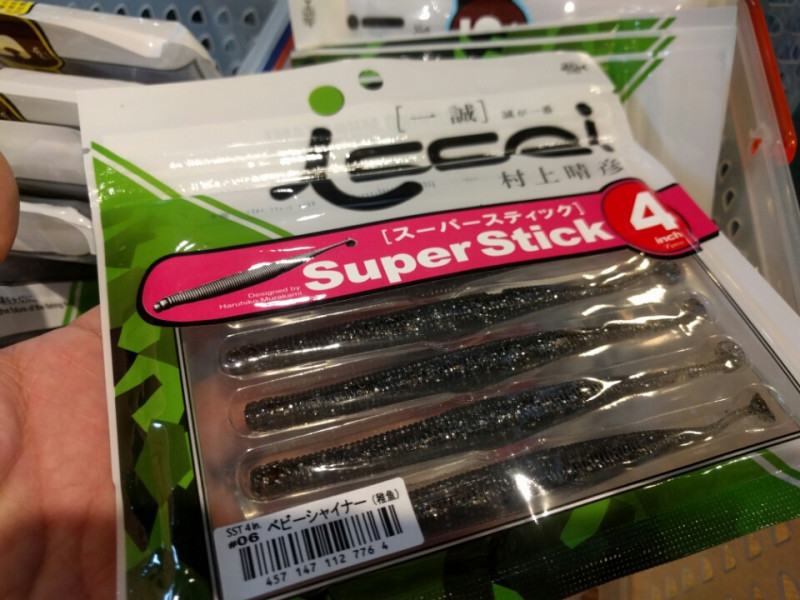 [一誠] 誠が一番
issei
村上晴彦
[スーパースティック]
Super Stick
4
inch
Designed by
Haruhiko Murakami
SST 4 in.
#06 ベビーシャイナー(稚魚)
457 147 112 776 4